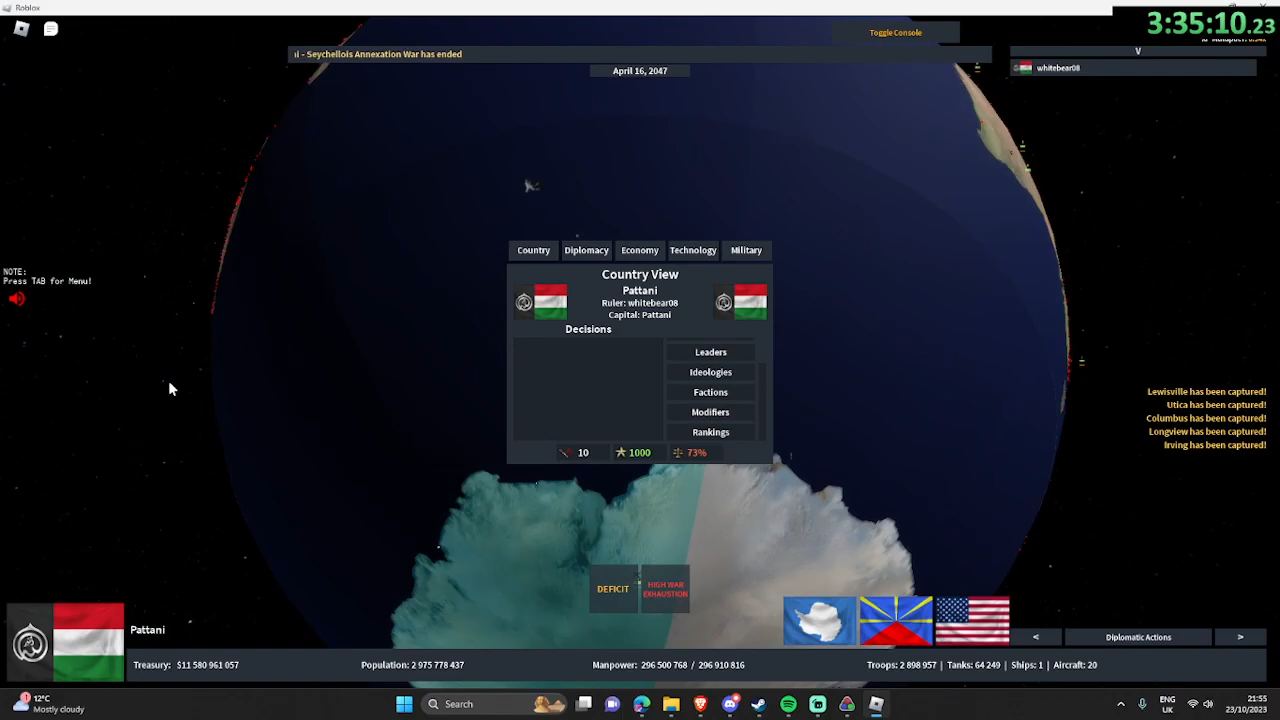 Roblox
3:35:10.23
Toggle Console
il - Seychellois Annexation War has ended
V
April 16, 2047
whitebear08
Country
Diplomacy
Economy
Technology
Military
Country View
Pattani
Ruler: whitebear08
Capital: Pattani
NOTE:
Press TAB for Menu!
Decisions
Leaders
Ideologies
Factions
Modifiers
Rankings
10
1000
73%
Lewisville has been captured!
Utica has been captured!
Columbus has been captured!
Longview has been captured!
Irving has been captured!
DEFICIT
HIGH WAR
EXHAUSTION
Pattani
<
Diplomatic Actions
>
Treasury: $11 580 961 057
Population: 2 975 778 437
Manpower: 296 500 768 / 296 910 816
Troops: 2 898 957 | Tanks: 64 249 | Ships: 1 | Aircraft: 20
1
12°C
Mostly cloudy
Search
ENG
UK
21:55
23/10/2023